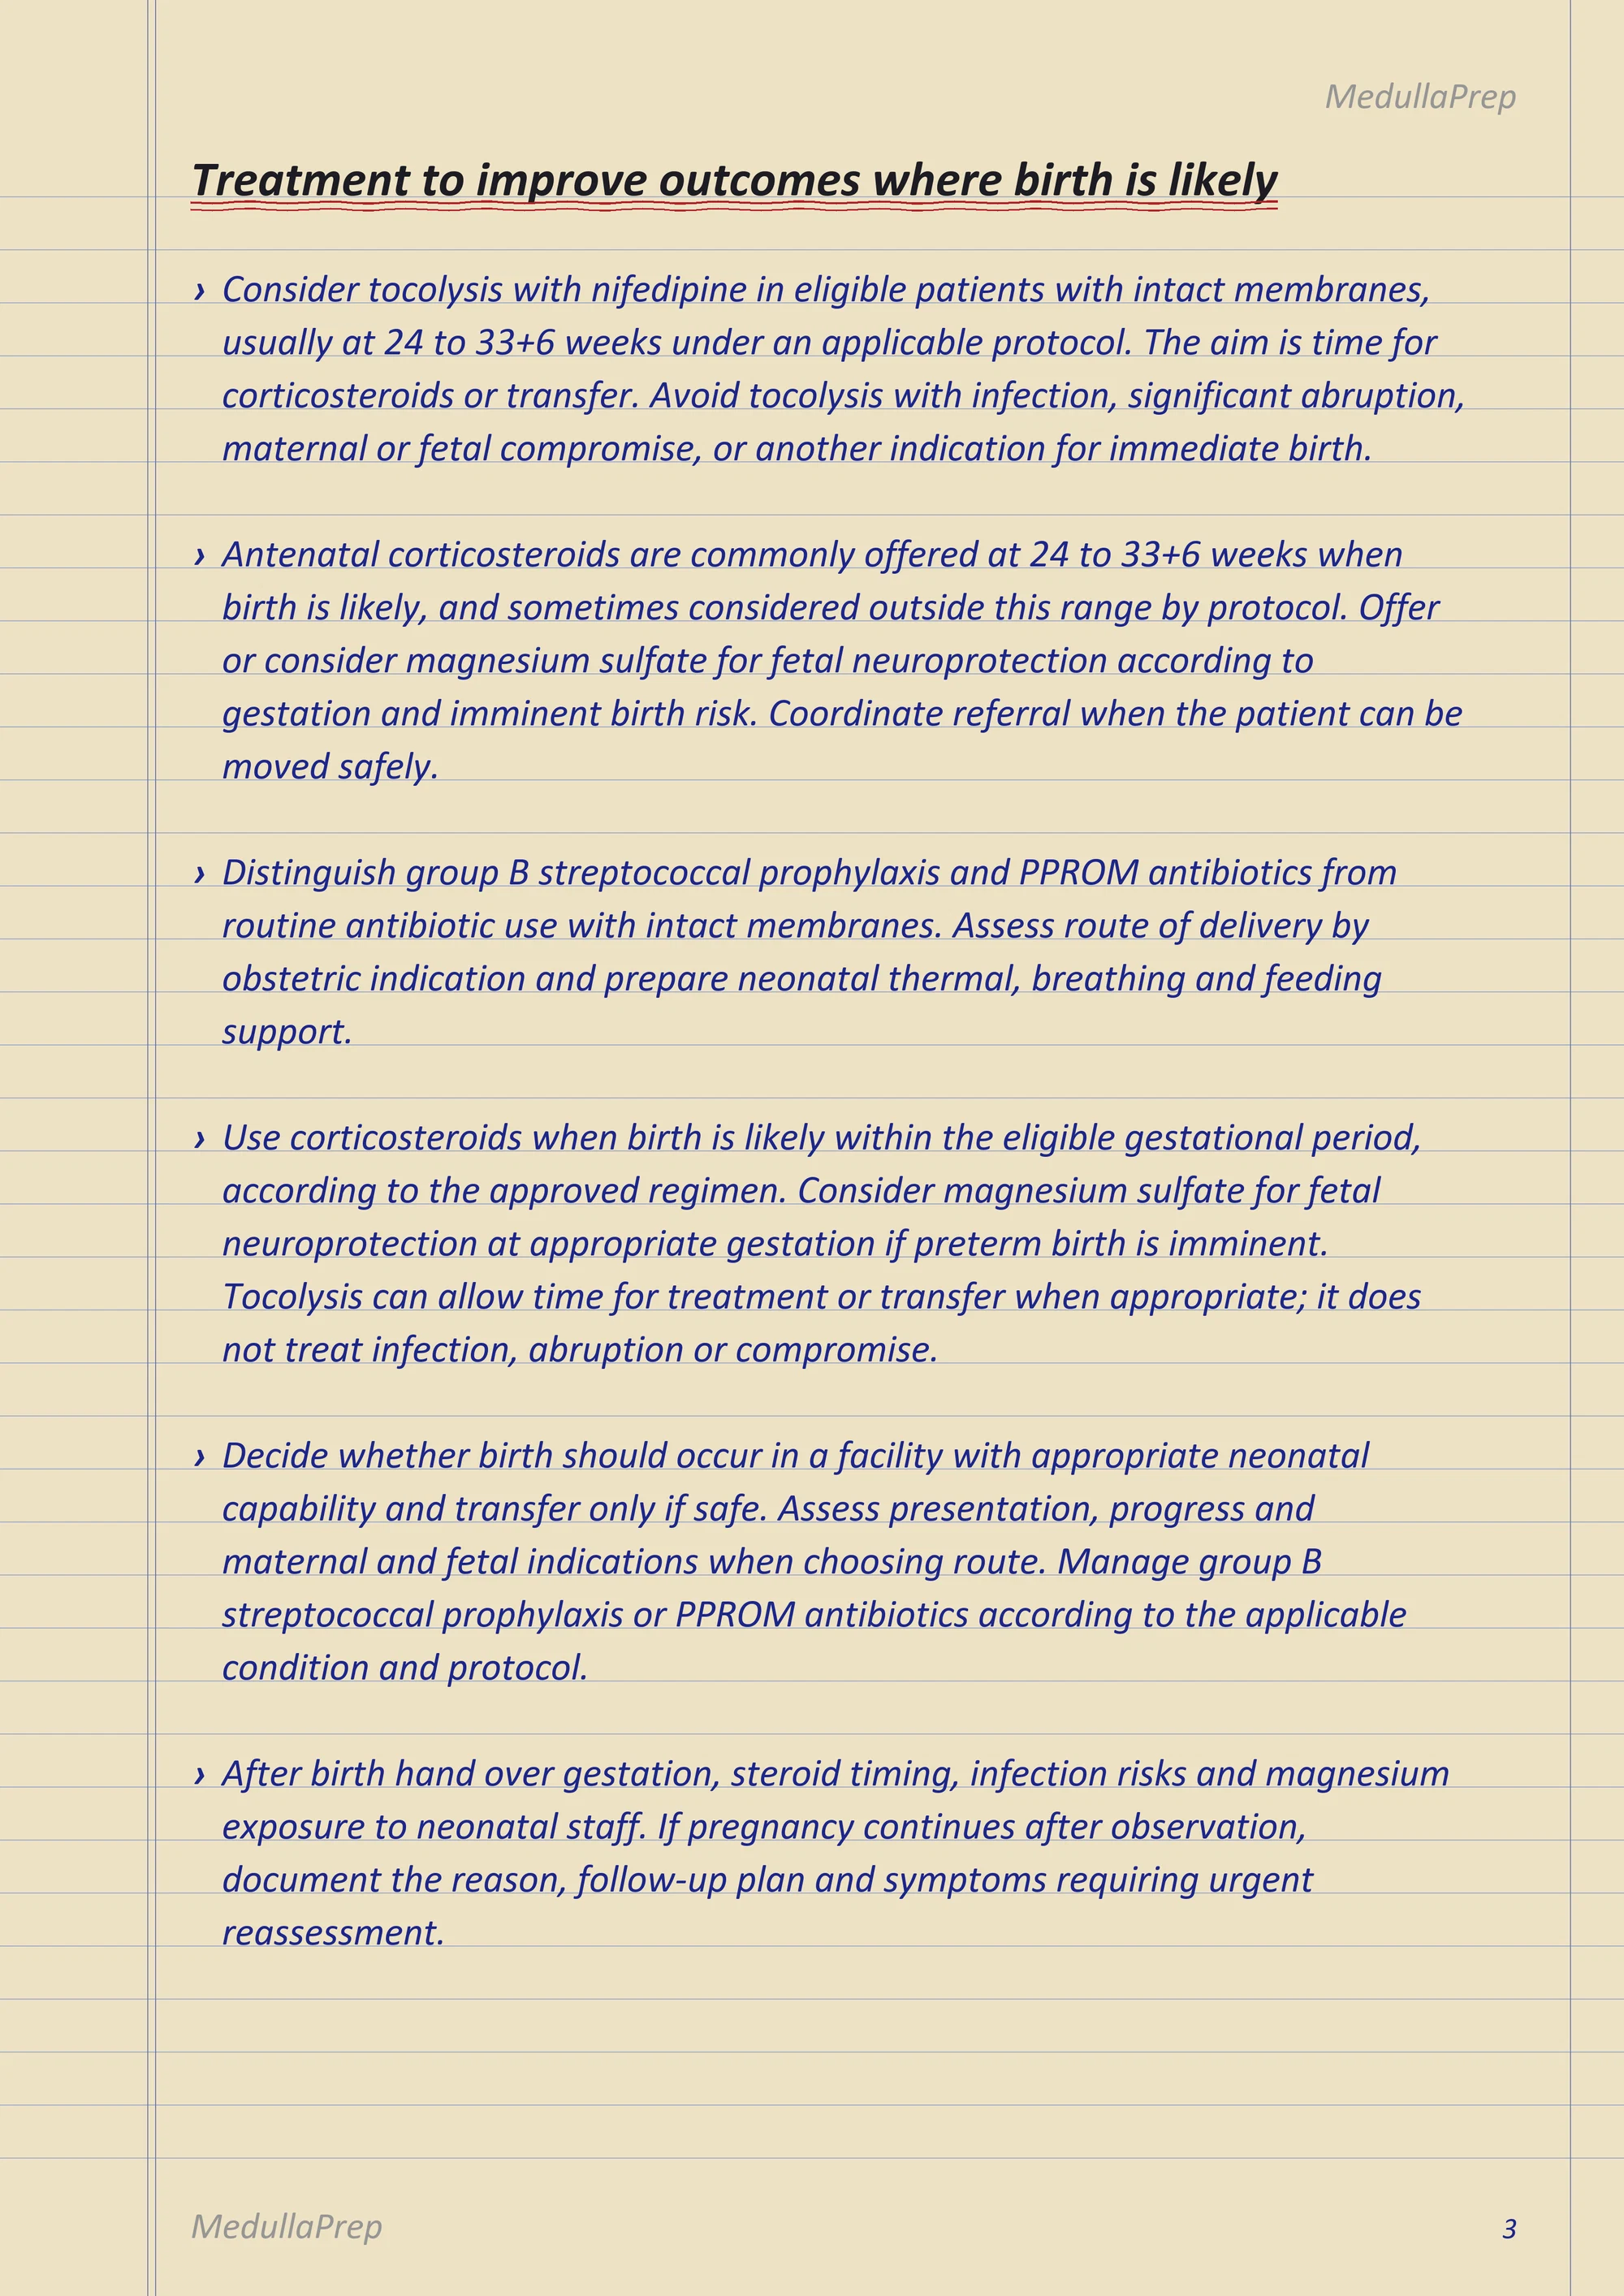 MedullaPrep
Treatment to improve outcomes where birth is likely
› Consider tocolysis with nifedipine in eligible patients with intact membranes,
usually at 24 to 33+6 weeks under an applicable protocol. The aim is time for
corticosteroids or transfer. Avoid tocolysis with infection, significant abruption,
maternal or fetal compromise, or another indication for immediate birth.
› Antenatal corticosteroids are commonly offered at 24 to 33+6 weeks when
birth is likely, and sometimes considered outside this range by protocol. Offer
or consider magnesium sulfate for fetal neuroprotection according to
gestation and imminent birth risk. Coordinate referral when the patient can be
moved safely.
› Distinguish group B streptococcal prophylaxis and PPROM antibiotics from
routine antibiotic use with intact membranes. Assess route of delivery by
obstetric indication and prepare neonatal thermal, breathing and feeding
support.
› Use corticosteroids when birth is likely within the eligible gestational period,
according to the approved regimen. Consider magnesium sulfate for fetal
neuroprotection at appropriate gestation if preterm birth is imminent.
Tocolysis can allow time for treatment or transfer when appropriate; it does
not treat infection, abruption or compromise.
› Decide whether birth should occur in a facility with appropriate neonatal
capability and transfer only if safe. Assess presentation, progress and
maternal and fetal indications when choosing route. Manage group B
streptococcal prophylaxis or PPROM antibiotics according to the applicable
condition and protocol.
› After birth hand over gestation, steroid timing, infection risks and magnesium
exposure to neonatal staff. If pregnancy continues after observation,
document the reason, follow-up plan and symptoms requiring urgent
reassessment.
MedullaPrep
3